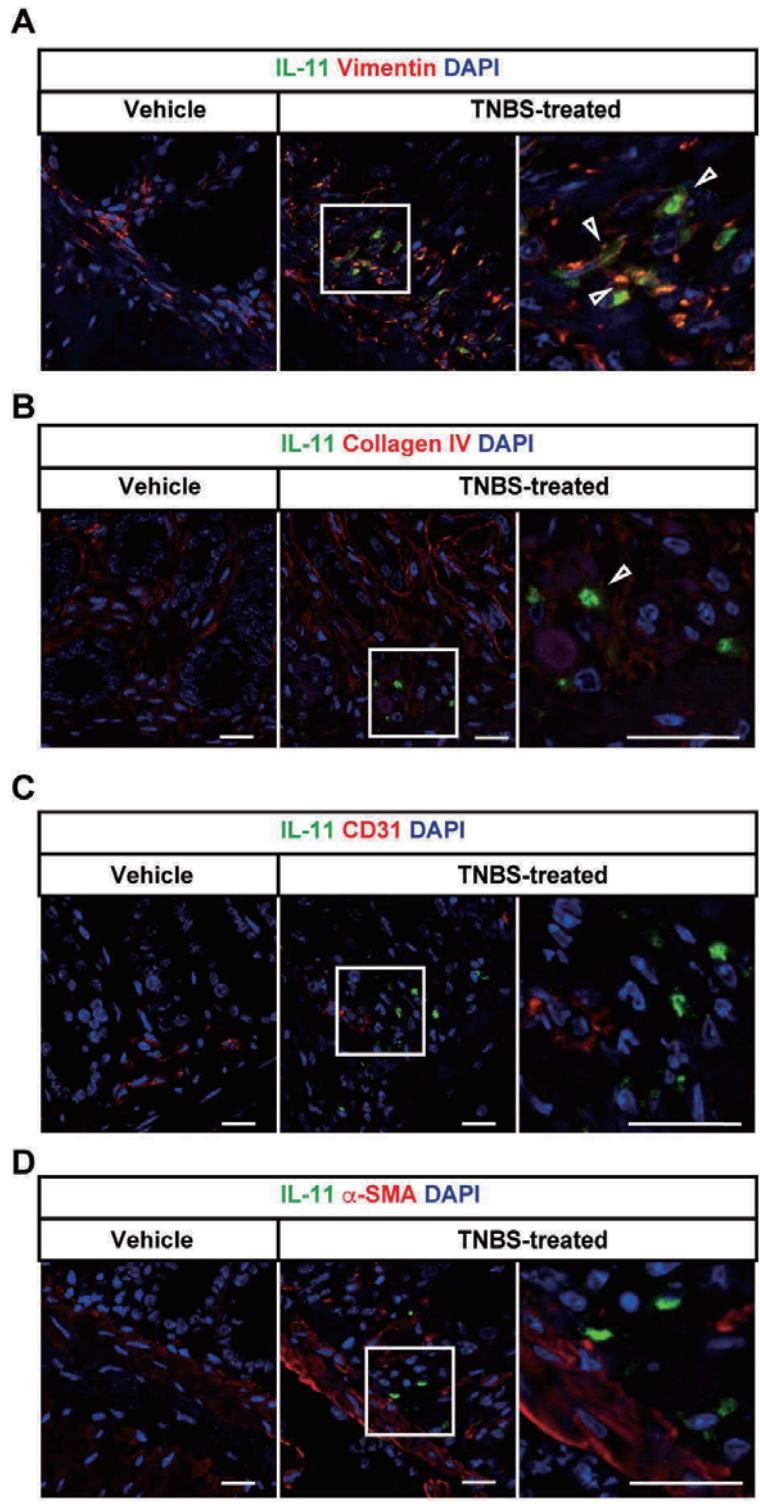 A
IL-11 Vimentin DAPI
Vehicle TNBS-treated
B
IL-11 Collagen IV DAPI
Vehicle TNBS-treated
C
IL-11 CD31 DAPI
Vehicle TNBS-treated
D
IL-11 α-SMA DAPI
Vehicle TNBS-treated